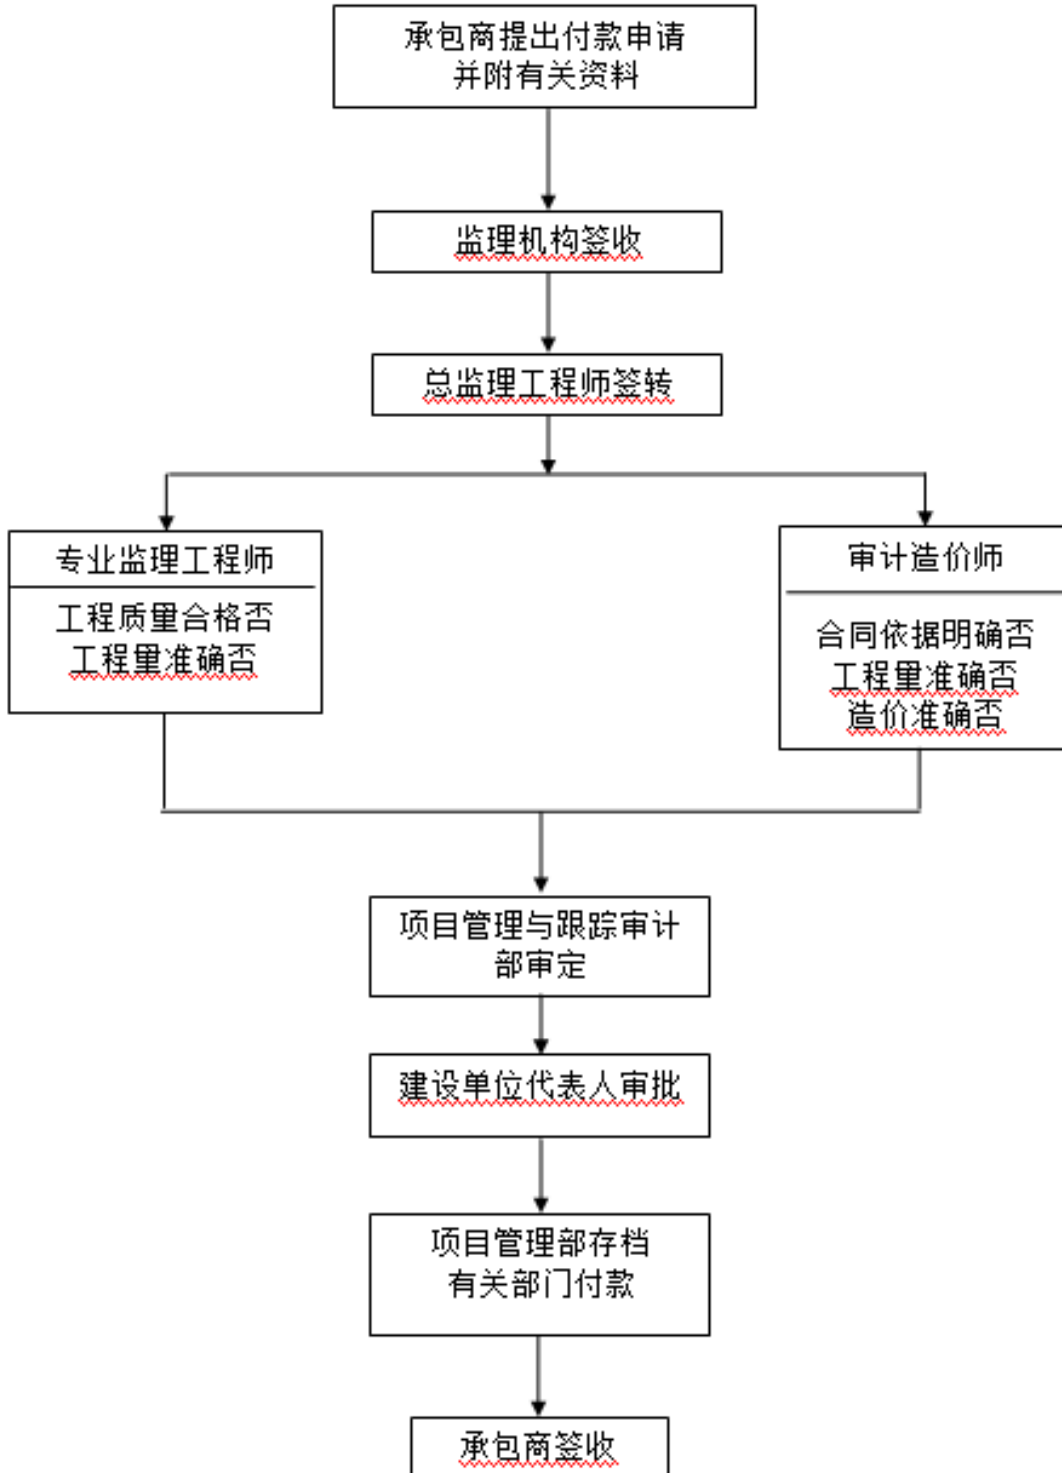 承包商提出付款申请
并附有关资料
监理机构签收
总监理工程师签转
专业监理工程师
工程质量合格否
工程量准确否
审计造价师
合同依据明确否
工程量准确否
造价准确否
项目管理与跟踪审计
部审定
建设单位代表人审批
项目管理部存档
有关部门付款
承包商签收